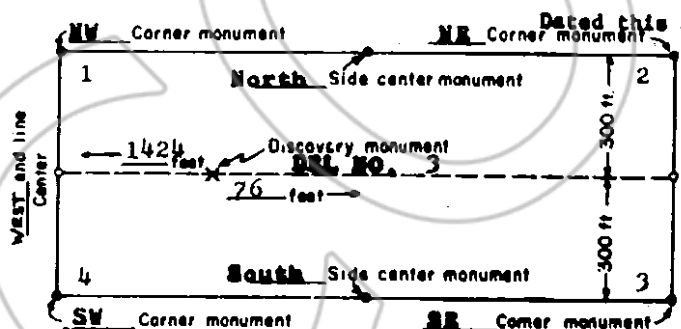 Dated this
NW Corner monument NE Corner monument
1 North Side center monument 2
300 ft.
1424 feet Discovery monument
DRL NO. 3
WEST end line
Center
76 feet
300 ft
4 South Side center monument 3
SW Corner monument SE Corner monument